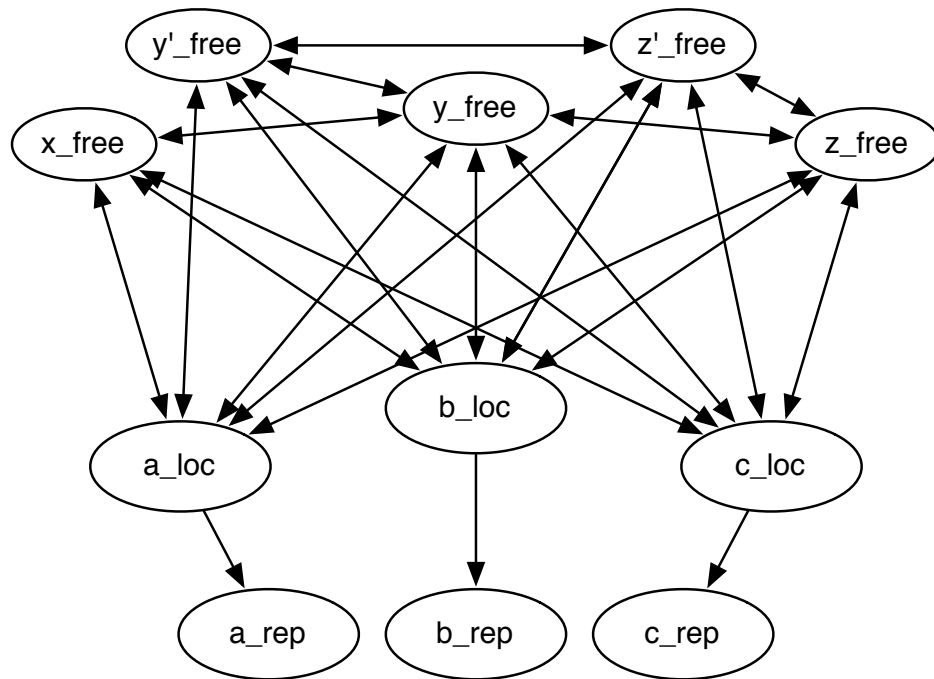 y'_free
z'_free
y_free
x_free
z_free
b_loc
a_loc
c_loc
a_rep
b_rep
c_rep